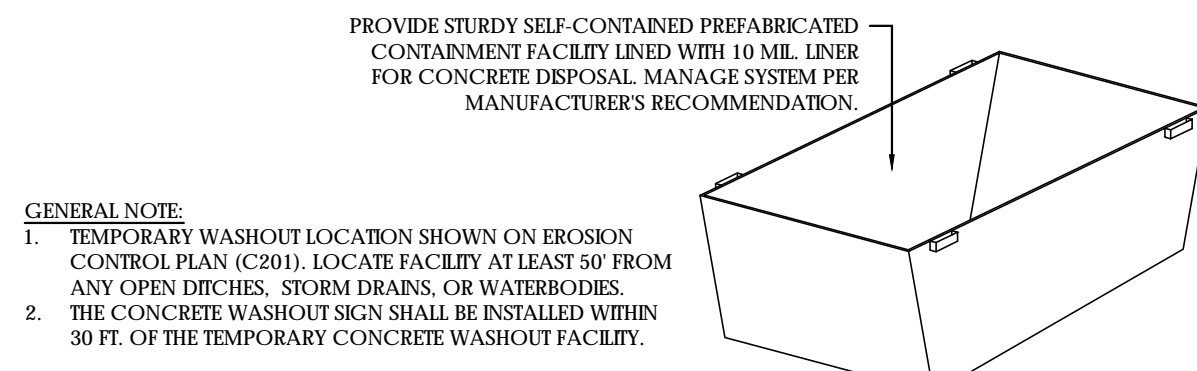 PROVIDE STURDY SELF-CONTAINED PREFABRICATED
CONTAINMENT FACILITY LINED WITH 10 MIL. LINER
FOR CONCRETE DISPOSAL. MANAGE SYSTEM PER
MANUFACTURER'S RECOMMENDATION.
GENERAL NOTE:
1. TEMPORARY WASHOUT LOCATION SHOWN ON EROSION
CONTROL PLAN (C201). LOCATE FACILITY AT LEAST 50' FROM
ANY OPEN DITCHES, STORM DRAINS, OR WATERBODIES.
2. THE CONCRETE WASHOUT SIGN SHALL BE INSTALLED WITHIN
30 FT. OF THE TEMPORARY CONCRETE WASHOUT FACILITY.